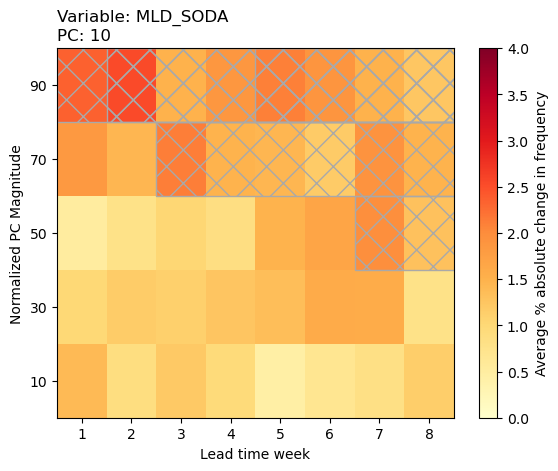 Variable: MLD_SODA
PC: 10
90
70
50
30
10
Normalized PC Magnitude
1 2 3 4 5 6 7 8
Lead time week
4.0
3.5
3.0
2.5
2.0
1.5
1.0
0.5
0.0
Average % absolute change in frequency